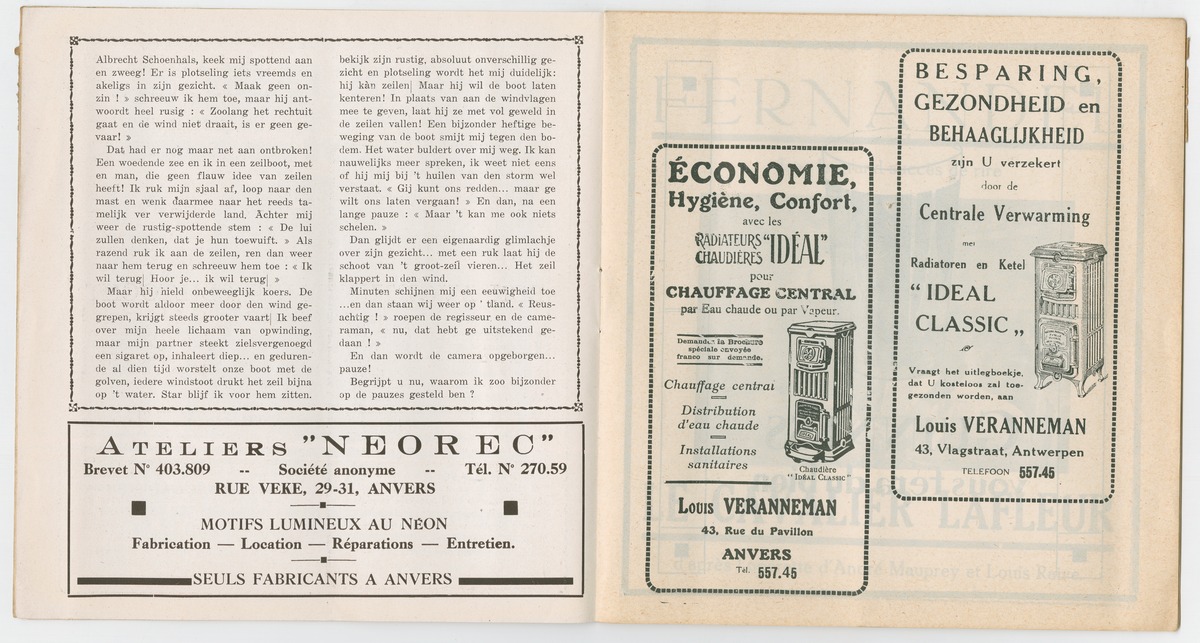 Albrecht Schoenhals, keek mij spottend aan
en zweeg! Er is plotseling iets vreemds en
akeligs in zijn gezicht. « Maak geen on-
zin ! » schreeuw ik hem toe, maar hij ant-
woordt heel rusig : « Zoolang het rechtuit
gaat en de wind niet draait, is er geen ge-
vaar! »
Dat had er nog maar net aan ontbroken!
Een woedende zee en ik in een zeilboot, met
en man, die geen flauw idee van zeilen
heeft! Ik ruk mijn sjaal af, loop naar den
mast en wenk daarmee naar het reeds ta-
melijk ver verwijderde land. Achter mij
weer de rustig-spottende stem : « De lui
zullen denken, dat je hun toewuift. » Als
razend ruk ik aan de zeilen, ren dan weer
naar hem terug en schreeuw hem toe : « Ik
wil terug| Hoor je... ik wil terug| »
Maar hij hield onbeweeglijk koers. De
boot wordt aldoor meer door den wind ge-
grepen, krijgt steeds grooter vaart| Ik beef
over mijn heele lichaam van opwinding,
maar mijn partner steekt zielsvergenoegd
een sigaret op, inhaleert diep... en geduren-
de al dien tijd worstelt onze boot met de
golven, iedere windstoot drukt het zeil bijna
op 't water. Star blijf ik voor hem zitten.
bekijk zijn rustig, absoluut onverschillig ge-
zicht en plotseling wordt het mij duidelijk:
hij kàn zeilen| Maar hij wil de boot laten
kenteren! In plaats van aan de windvlagen
mee te geven, laat hij ze met vol geweld in
de zeilen vallen! Een bijzonder heftige be-
weging van de boot smijt mij tegen den bo-
dem. Het water buldert over mij weg. Ik kan
nauwelijks meer spreken, ik weet niet eens
of hij mij bij 't huilen van den storm wel
verstaat. « Gij kunt ons redden... maar ge
wilt ons laten vergaan! » En dan, na een
lange pauze : « Maar 't kan me ook niets
schelen. »
Dan glijdt er een eigenaardig glimlachje
over zijn gezicht... met een ruk laat hij de
schoot van 't groot-zeil vieren... Het zeil
klappert in den wind.
Minuten schijnen mij een eeuwigheid toe
...en dan staan wij weer op ' tland. « Reus-
achtig ! » roepen de regisseur en de came-
raman, « nu, dat hebt ge uitstekend ge-
daan ! »
En dan wordt de camera opgeborgen...
pauze!
Begrijpt u nu, waarom ik zoo bijzonder
op de pauzes gesteld ben ?
ATELIERS "NEOREC"
Brevet N° 403.809 -- Société anonyme -- Tél. N° 270.59
RUE VEKE, 29-31, ANVERS
MOTIFS LUMINEUX AU NÉON
Fabrication — Location — Réparations — Entretien.
SEULS FABRICANTS A ANVERS
ÉCONOMIE,
Hygiène, Confort,
avec les
RADIATEURS "IDÉAL"
CHAUDIÈRES
pour
CHAUFFAGE CENTRAL
par Eau chaude ou par Vapeur.
Demandez la Brochure
spéciale envoyée
franco sur demande.
Chauffage central
Distribution
d'eau chaude
Installations
sanitaires
Chaudière
"IDÉAL CLASSIC"
Louis VERANNEMAN
43, Rue du Pavillon
ANVERS
Tél. 557.45
BESPARING,
GEZONDHEID en
BEHAAGLIJKHEID
zijn U verzekert
door de
Centrale Verwarming
met
Radiatoren en Ketel
" IDEAL
CLASSIC „
Vraagt het uitlegboekje,
dat U kosteloos zal toe-
gezonden worden, aan
Louis VERANNEMAN
43, Vlagstraat, Antwerpen
TELEFOON 557.45